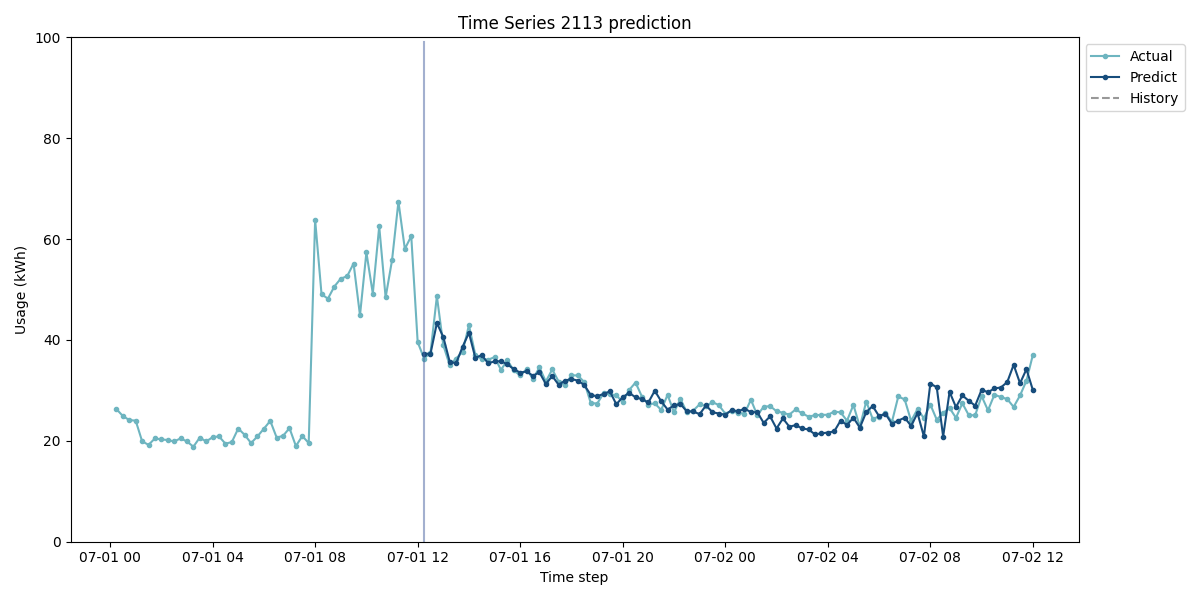 Time Series 2113 prediction
100
80
60
40
20
0
Usage (kWh)
07-01 00
07-01 04
07-01 08
07-01 12
07-01 16
07-01 20
07-02 00
07-02 04
07-02 08
07-02 12
Time step
Actual
Predict
History